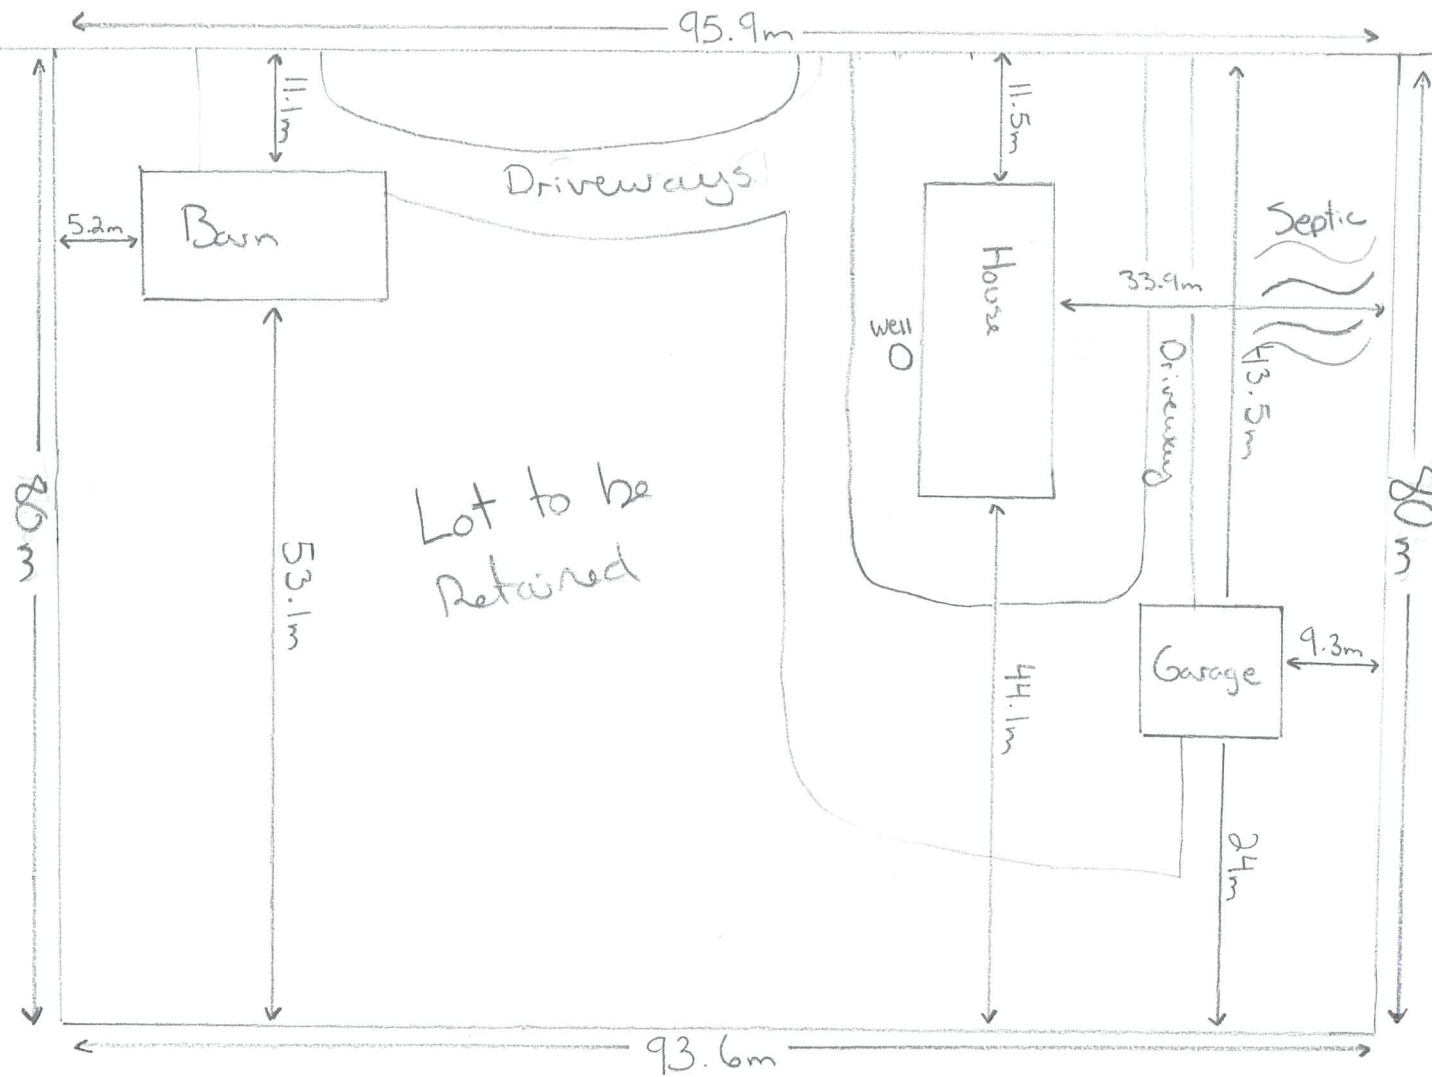 95.9m
11.1m
11.5m
Driveways
Septic
5.2m
Barn
House
33.9m
well
Driveway
43.5m
Lot to be
Retained
80m
80m
53.1m
9.3m
Garage
44.1m
24m
93.6m